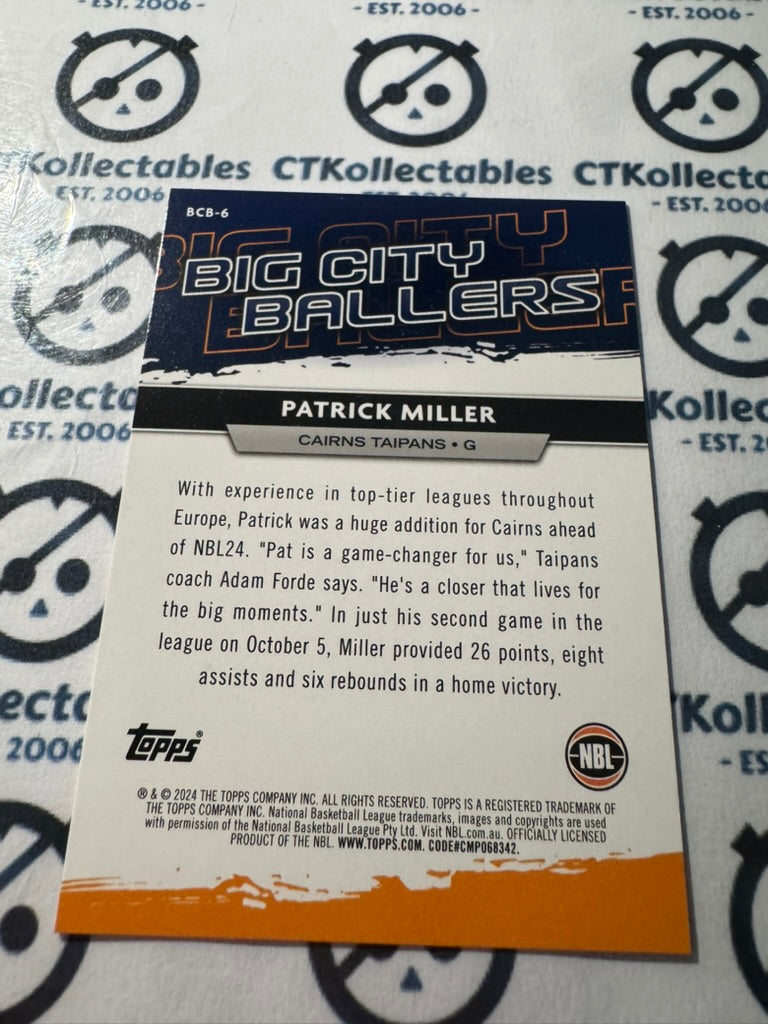 - EST. 2006 -
- EST. 2006 -
- EST. 2006 -
CTKollectables
CTKollectables
EST. 2006
- EST. 2006
BCB-6
BIG CITY
BALLERS
PATRICK MILLER
CAIRNS TAIPANS • G
With experience in top-tier leagues throughout
Europe, Patrick was a huge addition for Cairns ahead
of NBL24. "Pat is a game-changer for us," Taipans
coach Adam Forde says. "He's a closer that lives for
the big moments." In just his second game in the
league on October 5, Miller provided 26 points, eight
assists and six rebounds in a home victory.
EST. 2006
2006
topps®
NBL
® & © 2024 THE TOPPS COMPANY INC. ALL RIGHTS RESERVED. TOPPS IS A REGISTERED TRADEMARK OF
THE TOPPS COMPANY INC. National Basketball League trademarks, images and copyrights are used
with permission of the National Basketball League Pty Ltd. Visit NBL.com.au. OFFICIALLY LICENSED
PRODUCT OF THE NBL. WWW.TOPPS.COM. CODE#CMP068342.